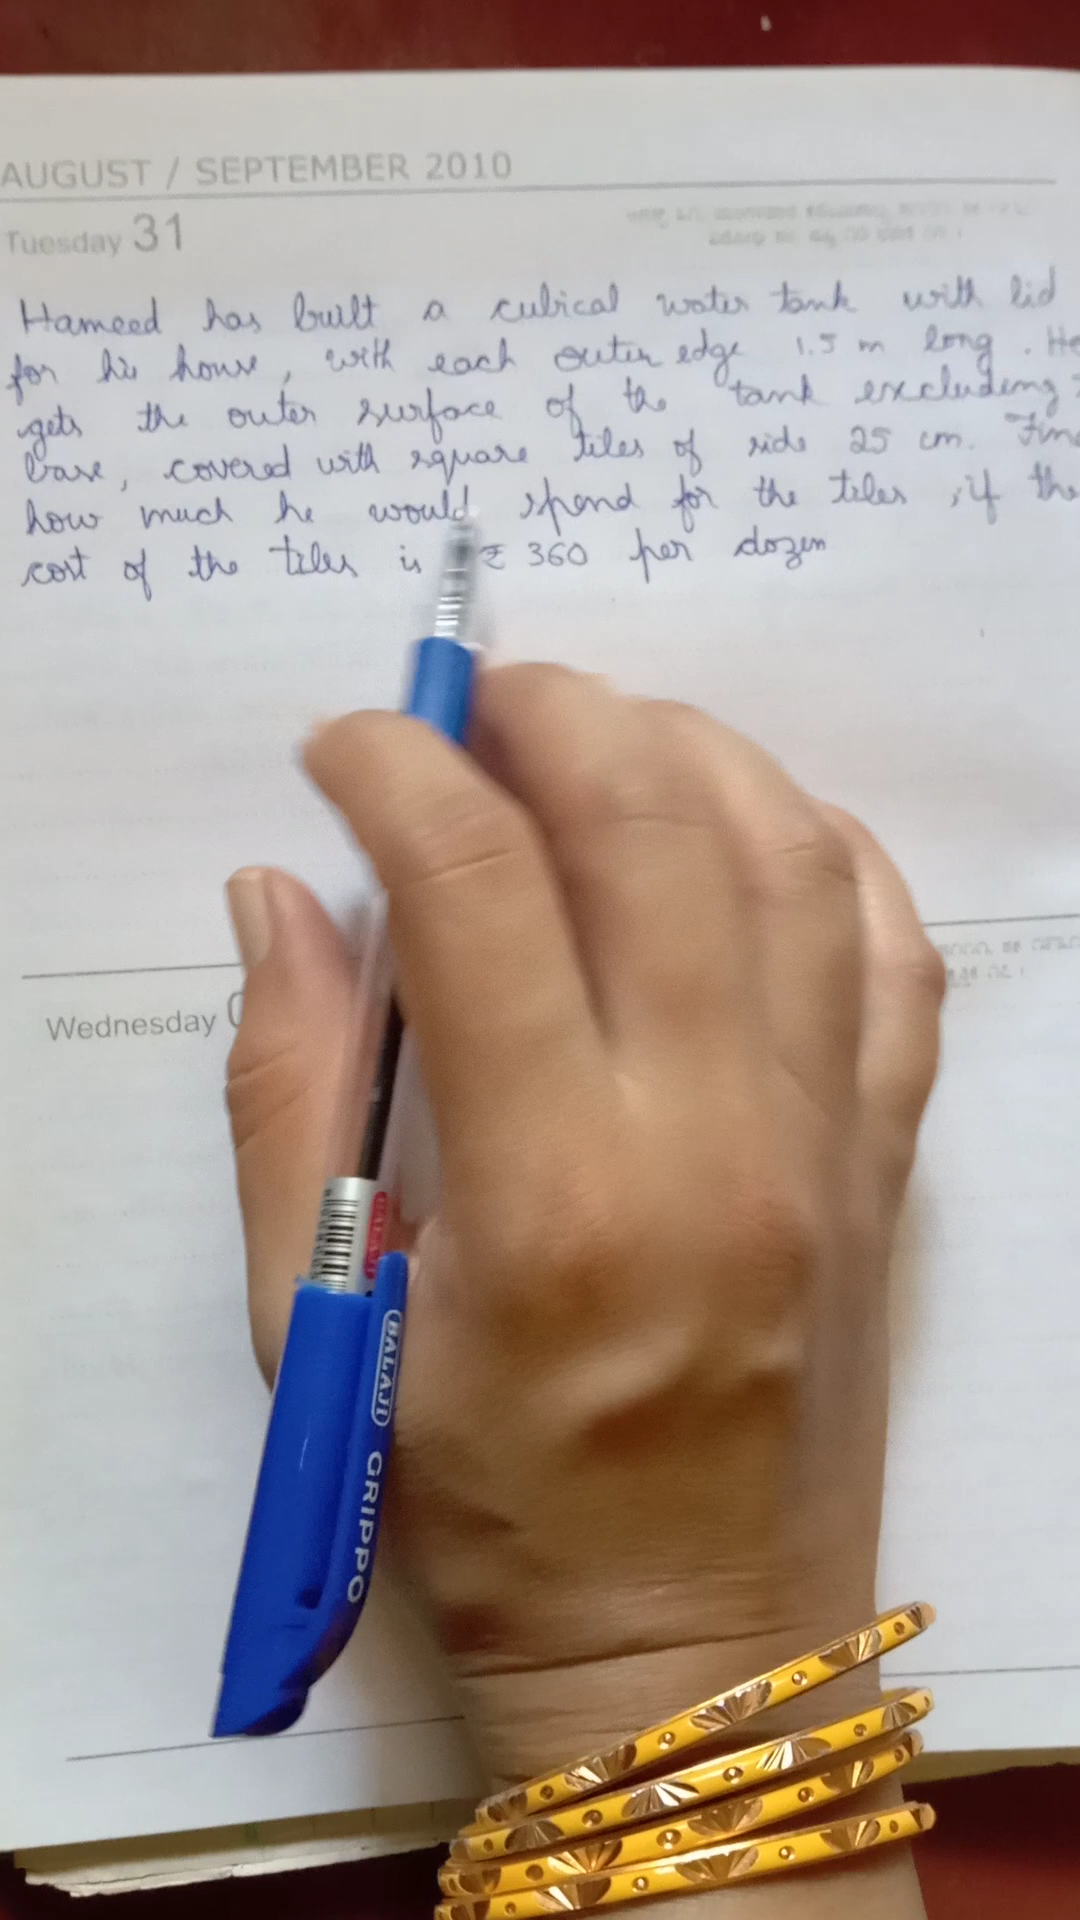 AUGUST / SEPTEMBER 2010
Tuesday 31
Hameed has built a cubical water tank with lid
for his house, with each outer edge 1.5 m long. He
gets the outer surface of the tank excluding
base, covered with square tiles of side 25 cm.
how much he would spend for the tiles, if the
cost of the tiles is ₹ 360 per dozen
Wednesday
BALAJI
GRIPPO